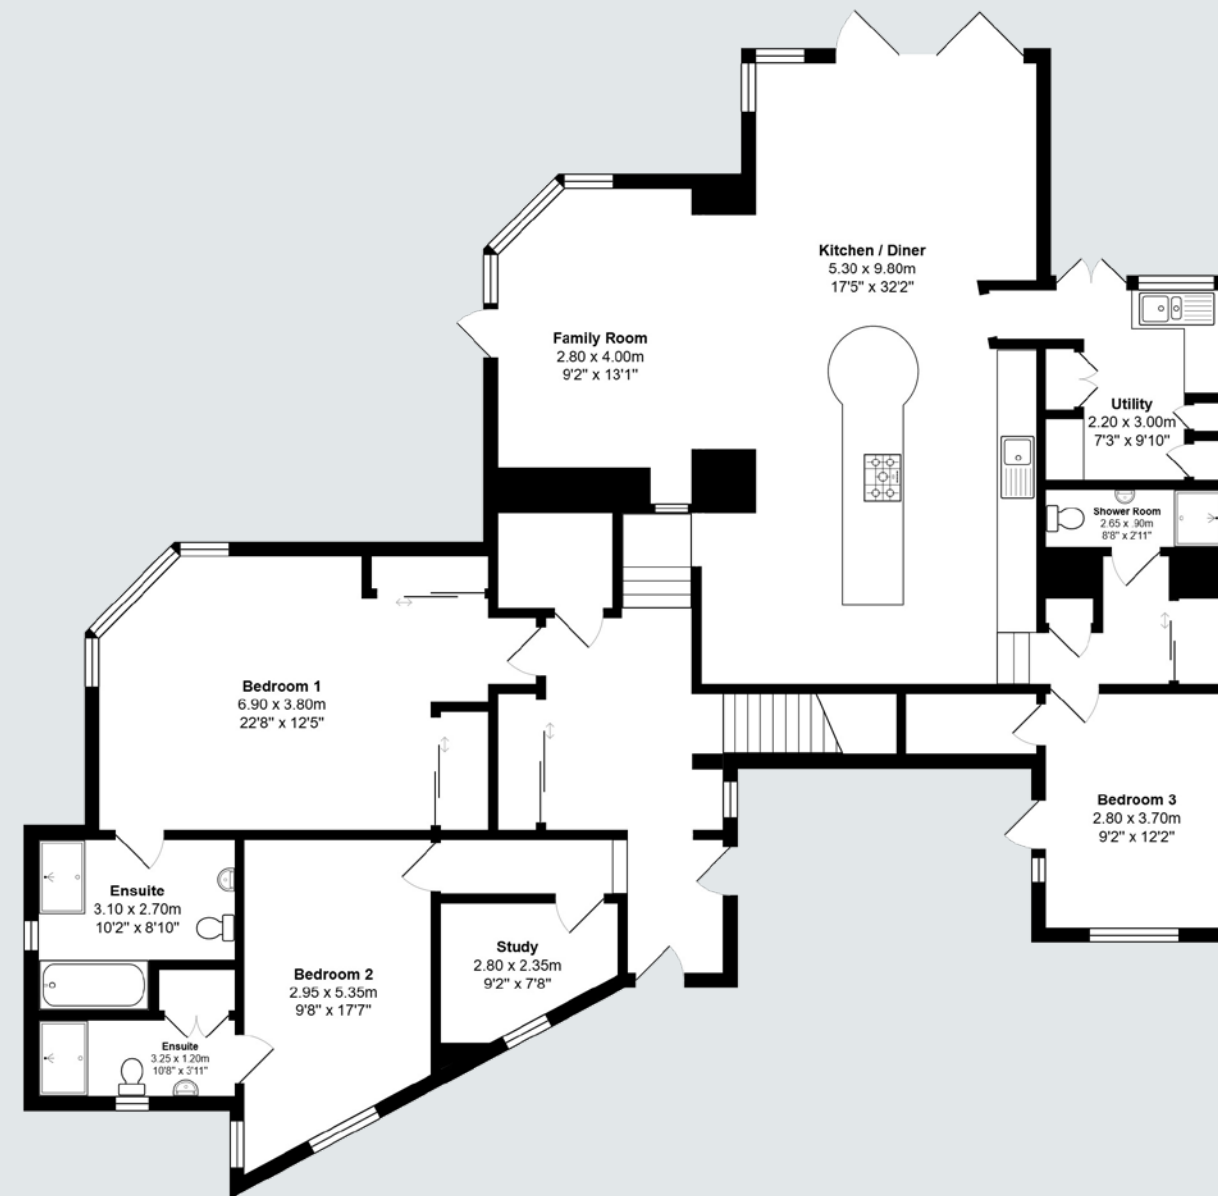 Kitchen / Diner
5.30 x 9.80m
17'5" x 32'2"
Family Room
2.80 x 4.00m
9'2" x 13'1"
Utility
2.20 x 3.00m
7'3" x 9'10"
Shower Room
2.65 x .90m
8'8" x 2'11"
Bedroom 1
6.90 x 3.80m
22'8" x 12'5"
Bedroom 3
2.80 x 3.70m
9'2" x 12'2"
Ensuite
3.10 x 2.70m
10'2" x 8'10"
Study
2.80 x 2.35m
9'2" x 7'8"
Bedroom 2
2.95 x 5.35m
9'8" x 17'7"
Ensuite
3.25 x 1.20m
10'8" x 3'11"